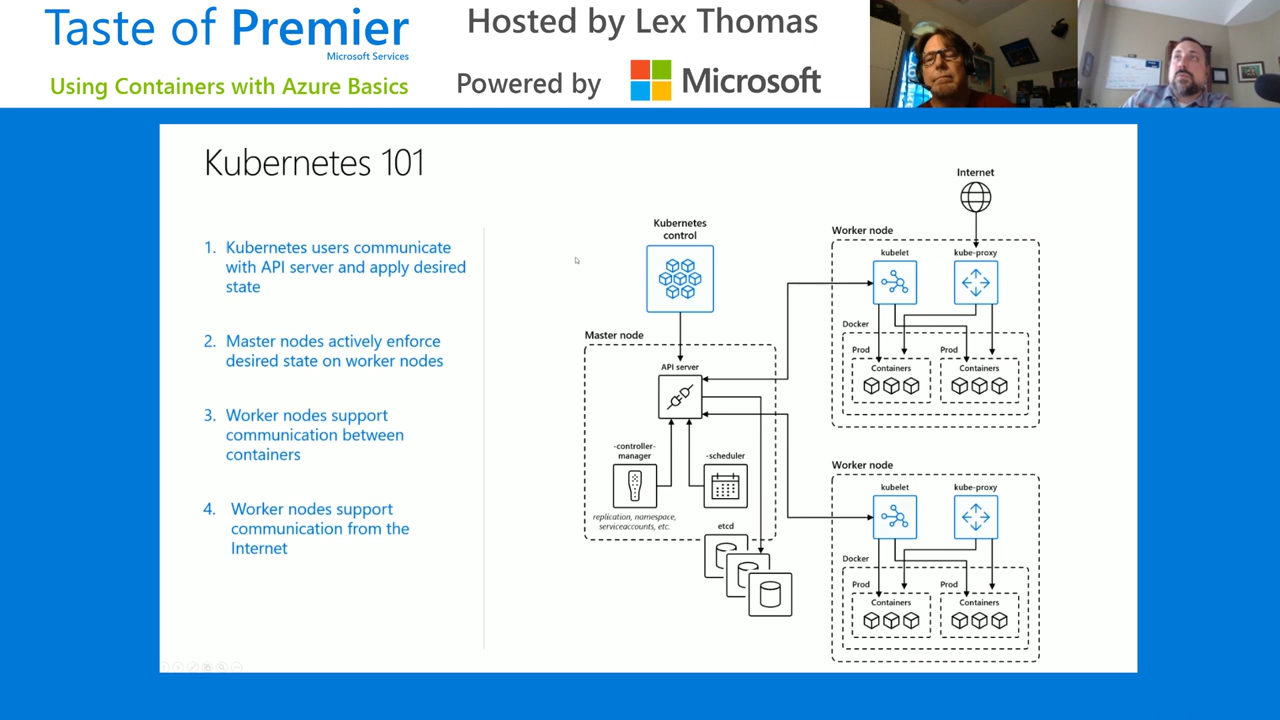 Taste of Premier
Microsoft Services
Using Containers with Azure Basics
Hosted by Lex Thomas
Powered by
Microsoft
Kubernetes 101
1. Kubernetes users communicate
with API server and apply desired
state
2. Master nodes actively enforce
desired state on worker nodes
3. Worker nodes support
communication between
containers
4. Worker nodes support
communication from the
Internet
Kubernetes
control
Master node
API server
-controller-
manager
-scheduler
replication, namespace,
serviceaccounts, etc.
etcd
Internet
Worker node
kubelet
kube-proxy
Docker
Prod
Prod
Containers
Containers
Worker node
kubelet
kube-proxy
Docker
Prod
Prod
Containers
Containers